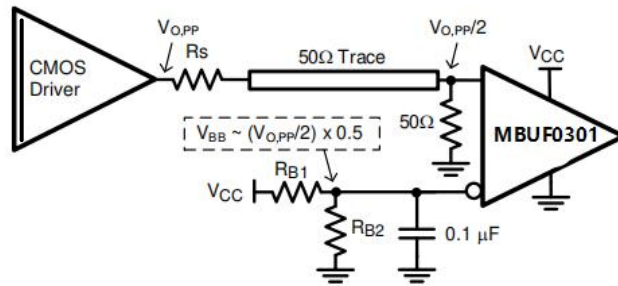 V_O,PP
V_O,PP/2
Rs
50Ω Trace
V_CC
CMOS
Driver
50Ω
MBUF0301
V_BB ~ (V_O,PP/2) x 0.5
R_B1
V_CC
R_B2
0.1 μF